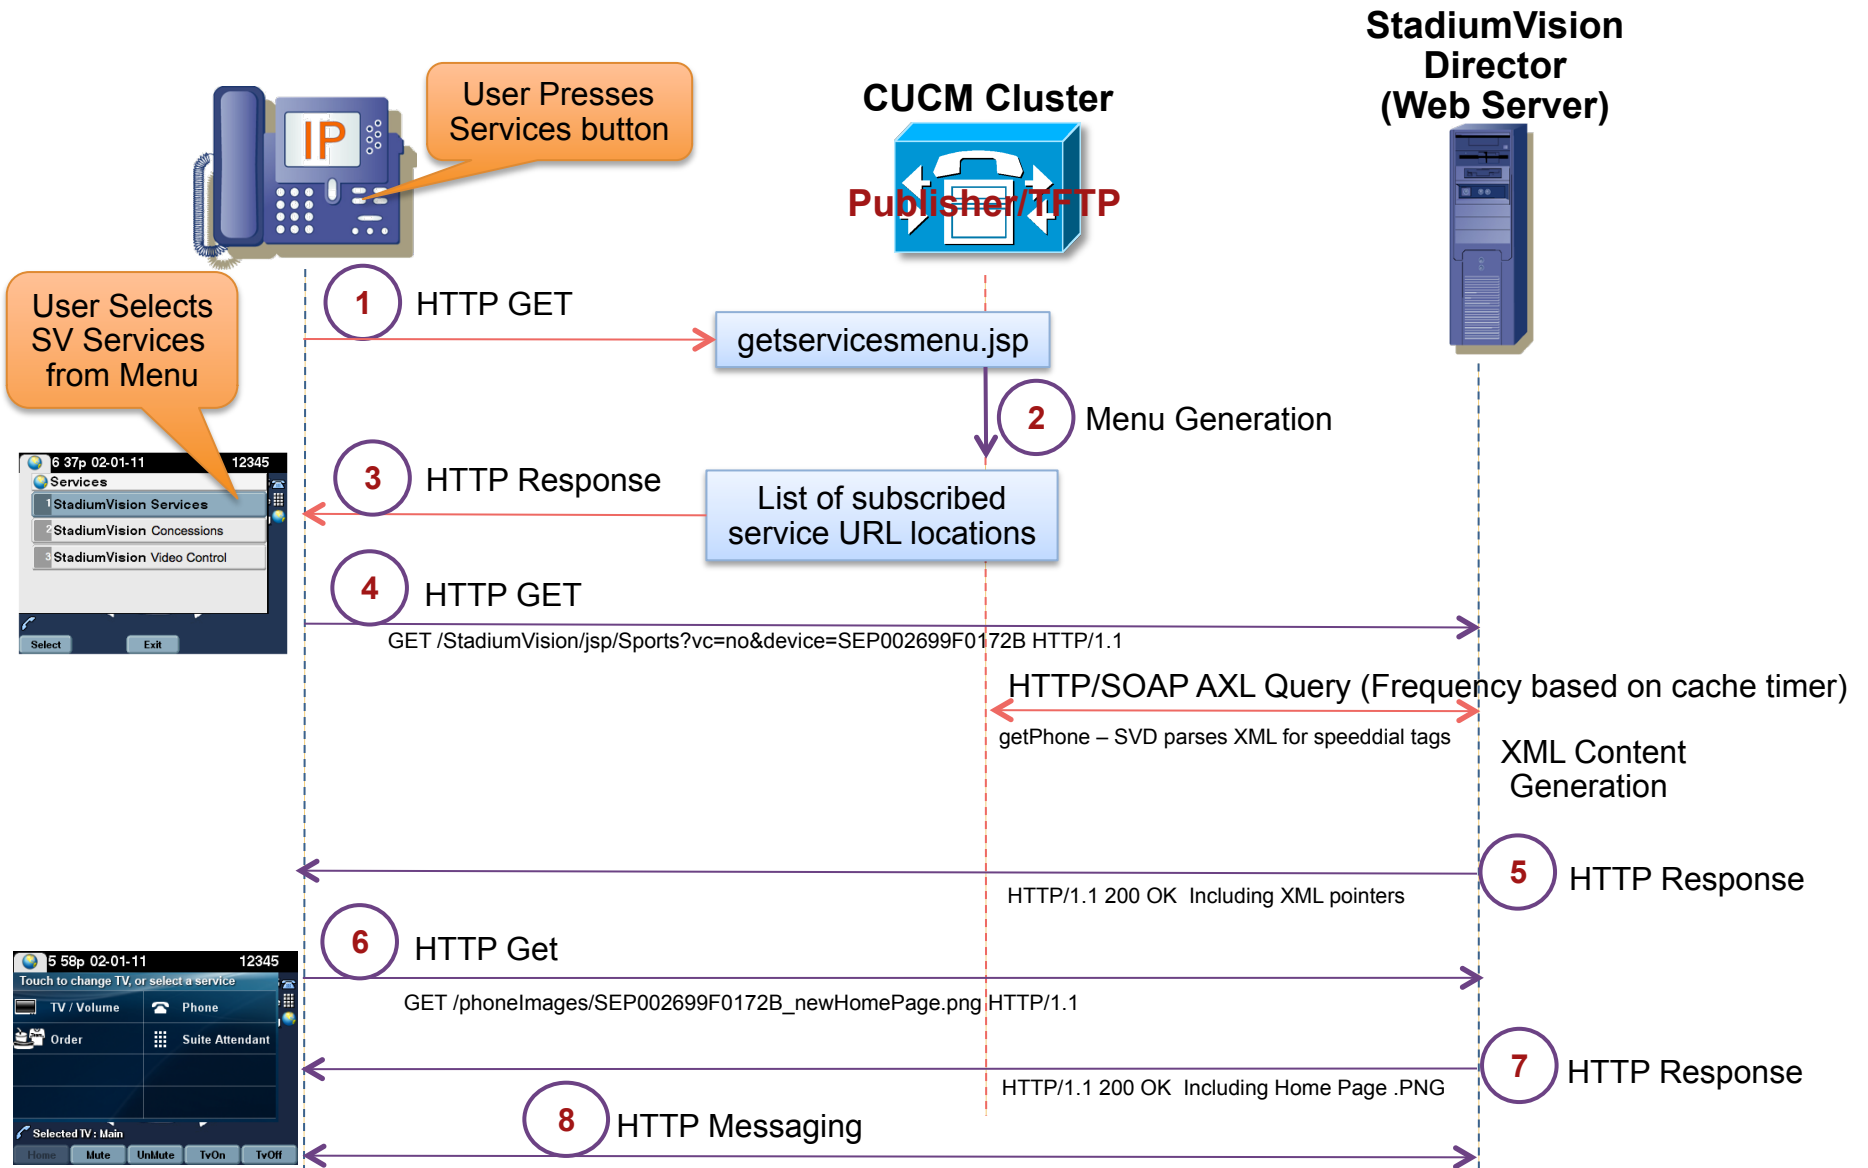 StadiumVision
Director
(Web Server)
CUCM Cluster
User Presses
Services button
IP
Publisher/TFTP
User Selects
SV Services
from Menu
1
HTTP GET
getservicesmenu.jsp
2
Menu Generation
3
HTTP Response
List of subscribed
service URL locations
6 37p 02-01-11 12345
Services
1 StadiumVision Services
2 StadiumVision Concessions
3 StadiumVision Video Control
Select Exit
4
HTTP GET
GET /StadiumVision/jsp/Sports?vc=no&device=SEP002699F0172B HTTP/1.1
HTTP/SOAP AXL Query (Frequency based on cache timer)
getPhone – SVD parses XML for speeddial tags
XML Content
Generation
5
HTTP Response
HTTP/1.1 200 OK Including XML pointers
6
HTTP Get
GET /phoneImages/SEP002699F0172B_newHomePage.png HTTP/1.1
5 58p 02-01-11 12345
Touch to change TV, or select a service
TV / Volume Phone
Order Suite Attendant
Selected TV : Main
Home Mute UnMute TvOn TvOff
7
HTTP Response
HTTP/1.1 200 OK Including Home Page .PNG
8
HTTP Messaging